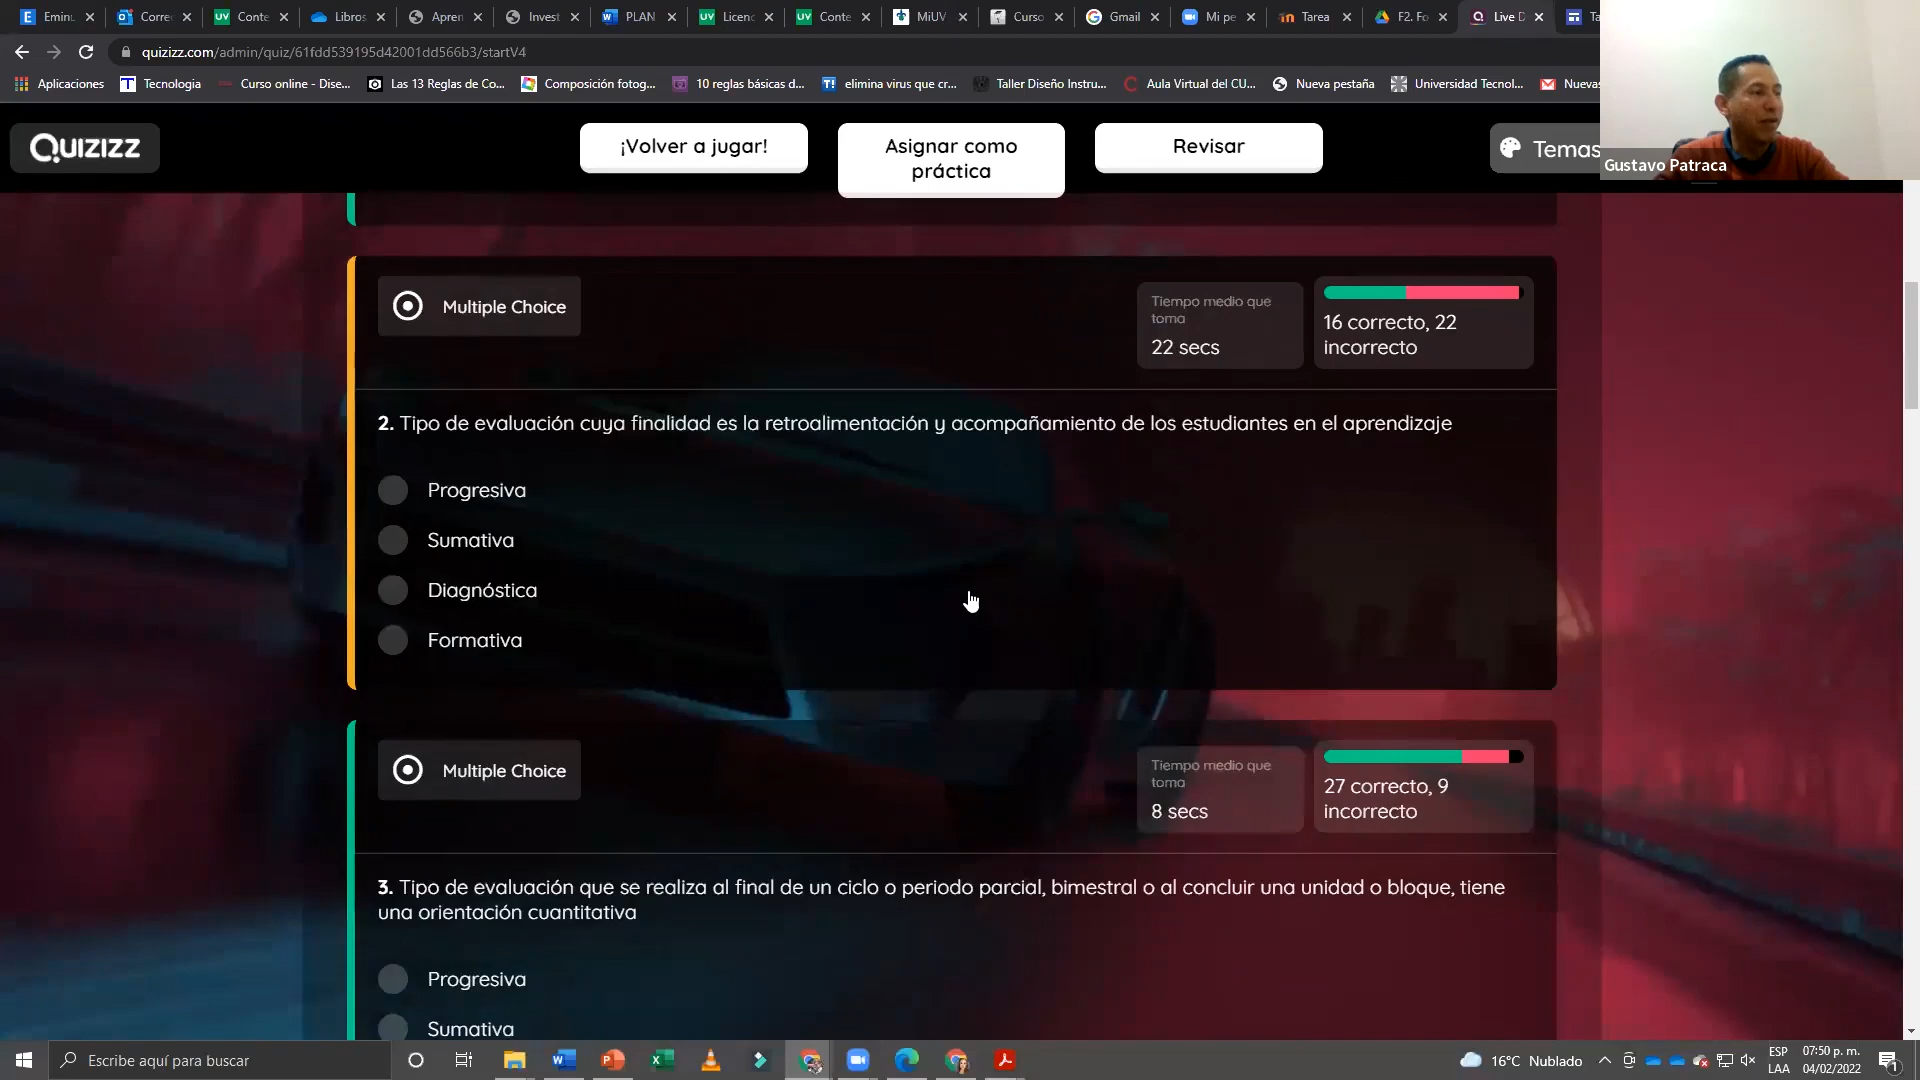 Eminu
Corre
Conte
Libros
Apren
Invest
PLAN
Licenc
Conte
MiUV
Curso
Gmail
Mi pe
Tarea
F2. Fo
Live D
Ta
quizizz.com/admin/quiz/61fdd539195d42001dd566b3/startV4
Aplicaciones
Tecnologia
Curso online - Dise...
Las 13 Reglas de Co...
Composición fotog...
10 reglas básicas d...
elimina virus que cr...
Taller Diseño Instru...
Aula Virtual del CU...
Nueva pestaña
Universidad Tecnol...
Nuevas
Quizizz
¡Volver a jugar!
Asignar como
práctica
Revisar
Temas
Gustavo Patraca
Multiple Choice
Tiempo medio que
toma
22 secs
16 correcto, 22
incorrecto
2. Tipo de evaluación cuya finalidad es la retroalimentación y acompañamiento de los estudiantes en el aprendizaje
Progresiva
Sumativa
Diagnóstica
Formativa
Multiple Choice
Tiempo medio que
toma
8 secs
27 correcto, 9
incorrecto
3. Tipo de evaluación que se realiza al final de un ciclo o periodo parcial, bimestral o al concluir una unidad o bloque, tiene
una orientación cuantitativa
Progresiva
Sumativa
Escribe aquí para buscar
16°C Nublado
ESP
LAA
07:50 p. m.
04/02/2022
1